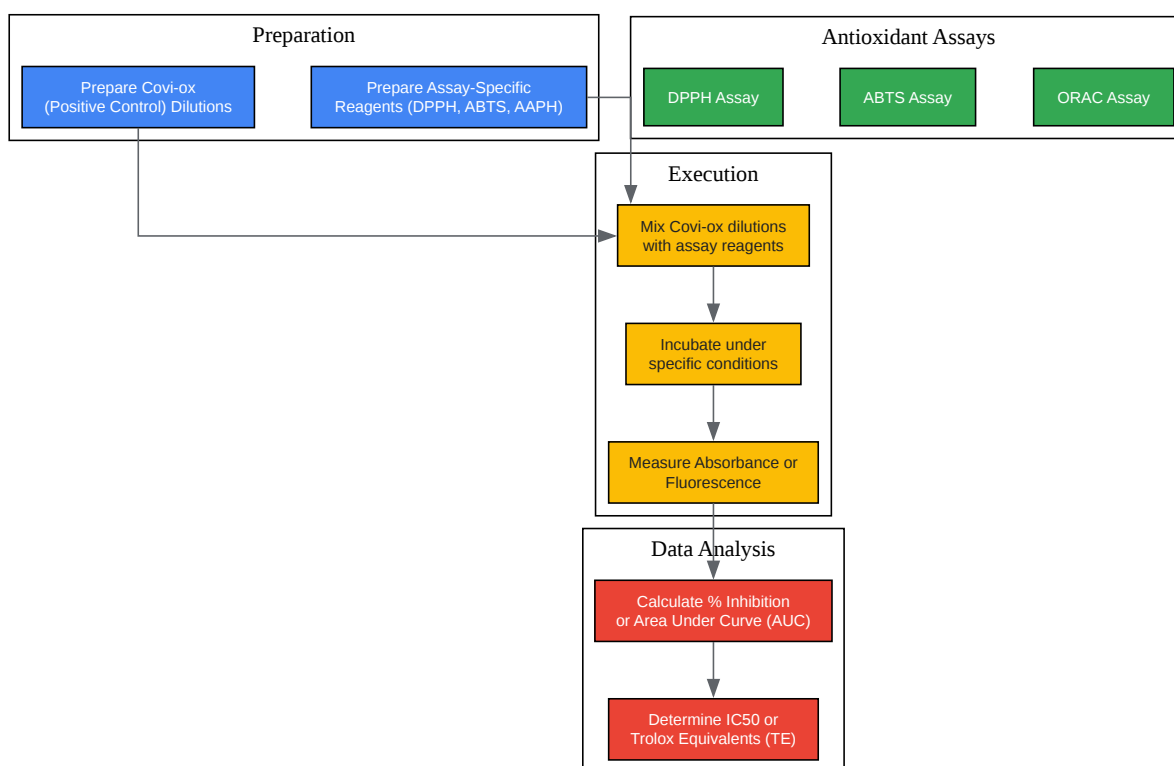 Preparation
Prepare Covi-ox
(Positive Control) Dilutions
Prepare Assay-Specific
Reagents (DPPH, ABTS, AAPH)
Antioxidant Assays
DPPH Assay
ABTS Assay
ORAC Assay
Execution
Mix Covi-ox dilutions
with assay reagents
Incubate under
specific conditions
Measure Absorbance or
Fluorescence
Data Analysis
Calculate % Inhibition
or Area Under Curve (AUC)
Determine IC50 or
Trolox Equivalents (TE)